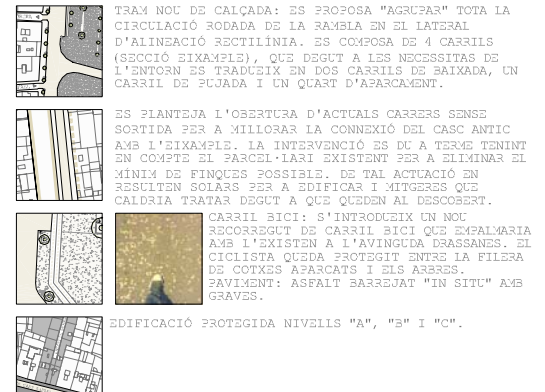 TRAM NOU DE CALÇADA: ES PROPOSA "AGRUPAR" TOTA LA
CIRCULACIÓ RODADA DE LA RAMBLA EN EL LATERAL
D'ALINEACIÓ RECTILÍNIA. ES COMPOSA DE 4 CARRILS
(SECCIÓ EIXAMPLE), QUE DEGUT A LES NECESSITAS DE
L'ENTORN ES TRADUEIX EN DOS CARRILS DE BAIXADA, UN
CARRIL DE PUJADA I UN QUART D'APARCAMENT.
ES PLANTEJA L'OBERTURA D'ACTUALS CARRERS SENSE
SORTIDA PER A MILLORAR LA CONNEXIÓ DEL CASC ANTIC
AMB L'EIXAMPLE. LA INTERVENCIÓ ES DU A TERME TENINT
EN COMPTE EL PARCEL·LARI EXISTENT PER A ELIMINAR EL
MÍNIM DE FINQUES POSSIBLE. DE TAL ACTUACIÓ EN
RESULTEN SOLARS PER A EDIFICAR I MITGERES QUE
CALDRIA TRATAR DEGUT A QUE QUEDEN AL DESCOBERT.
CARRIL BICI: S'INTRODUEIX UN NOU
RECORREGUT DE CARRIL BICI QUE EMPALMARIA
AMB L'EXISTEN A L'AVINGUDA DRASSANES. EL
CICLISTA QUEDA PROTEGIT ENTRE LA FILERA
DE COTXES APARCATS I ELS ARBRES.
PAVIMENT: ASFALT BARREJAT "IN SITU" AMB
GRAVES.
EDIFICACIÓ PROTEGIDA NIVELLS "A", "B" I "C".